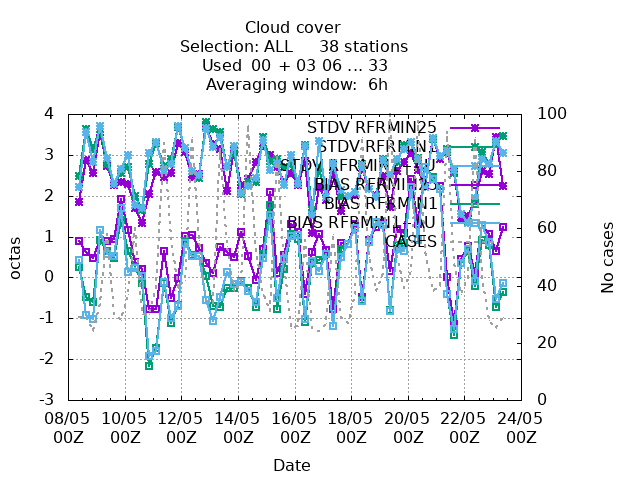 Cloud cover
Selection: ALL 38 stations
Used 00 + 03 06 ... 33
Averaging window: 6h
octas
No cases
4
3
2
1
0
-1
-2
-3
100
80
60
40
20
0
STDV RFRMIN25
STDV RFRMIN1
BIAS RFRMIN25
BIAS RFRMIN1
CASES
08/05 10/05 12/05 14/05 16/05 18/05 20/05 22/05 24/05
00Z 00Z 00Z 00Z 00Z 00Z 00Z 00Z 00Z
Date